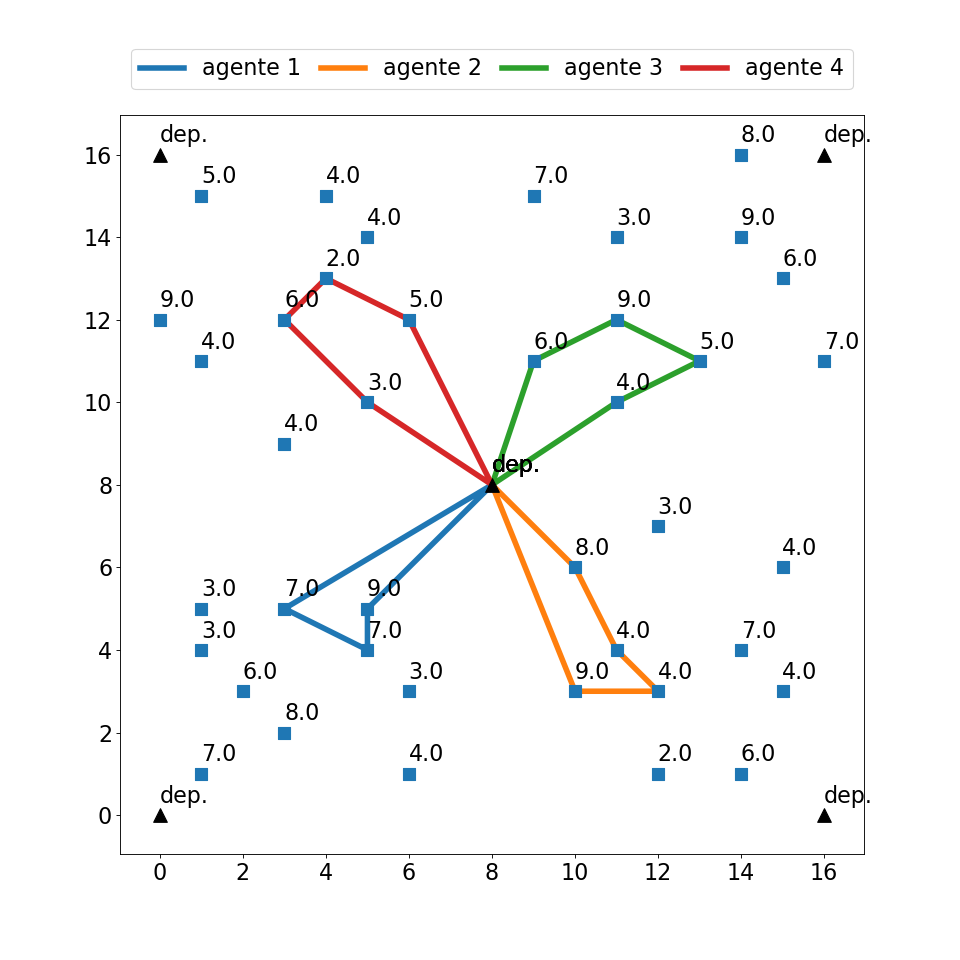 agente 1 agente 2 agente 3 agente 4
dep. 8.0 dep.
16
5.0 4.0 7.0
4.0 3.0 9.0
14
2.0 6.0
9.0 6.0 5.0 9.0
12
4.0 6.0 5.0 7.0
3.0 4.0
10
4.0
dep. dep.
8
3.0
8.0 4.0
6
3.0 7.0 9.0
3.0 7.0 4.0 7.0
4
6.0 3.0 9.0 4.0 4.0
8.0
2
7.0 4.0 2.0 6.0
dep. dep.
0
0 2 4 6 8 10 12 14 16